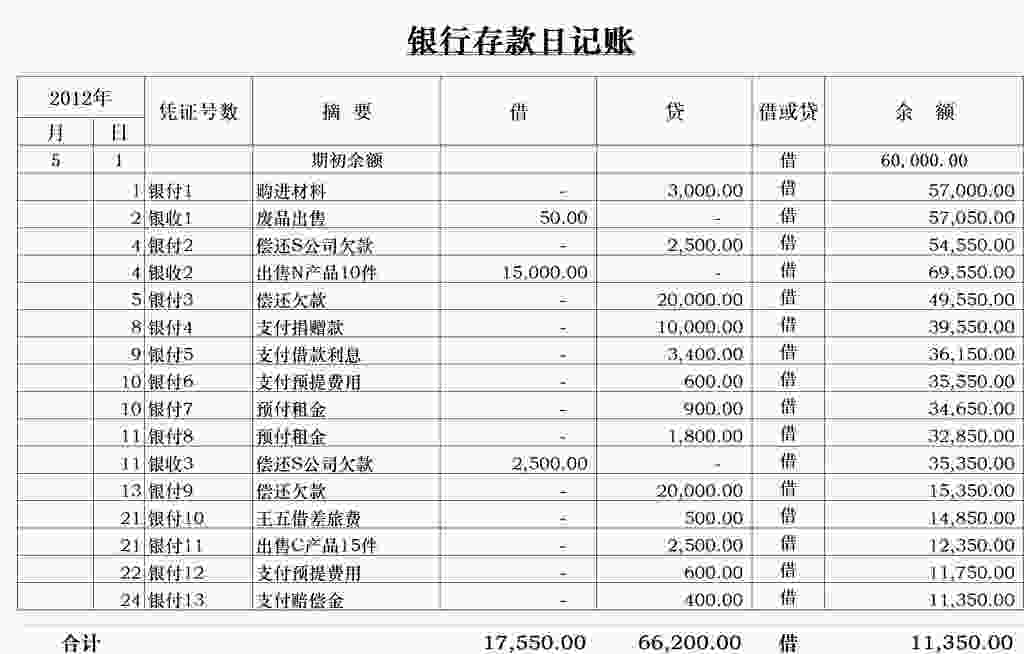 银行存款日记账
2012年 凭证号数 摘 要 借 贷 借或贷 余 额
月 日
5 1 期初余额 借 60,000.00
1 银付1 购进材料 - 3,000.00 借 57,000.00
2 银收1 废品出售 50.00 - 借 57,050.00
4 银付2 偿还S公司欠款 - 2,500.00 借 54,550.00
4 银收2 出售N产品10件 15,000.00 - 借 69,550.00
5 银付3 偿还欠款 - 20,000.00 借 49,550.00
8 银付4 支付捐赠款 - 10,000.00 借 39,550.00
9 银付5 支付借款利息 - 3,400.00 借 36,150.00
10 银付6 支付预提费用 - 600.00 借 35,550.00
10 银付7 预付租金 - 900.00 借 34,650.00
11 银付8 预付租金 - 1,800.00 借 32,850.00
11 银收3 偿还S公司欠款 2,500.00 - 借 35,350.00
13 银付9 偿还欠款 - 20,000.00 借 15,350.00
21 银付10 王五借差旅费 - 500.00 借 14,850.00
21 银付11 出售C产品15件 - 2,500.00 借 12,350.00
22 银付12 支付预提费用 - 600.00 借 11,750.00
24 银付13 支付赔偿金 - 400.00 借 11,350.00
合计 17,550.00 66,200.00 借 11,350.00